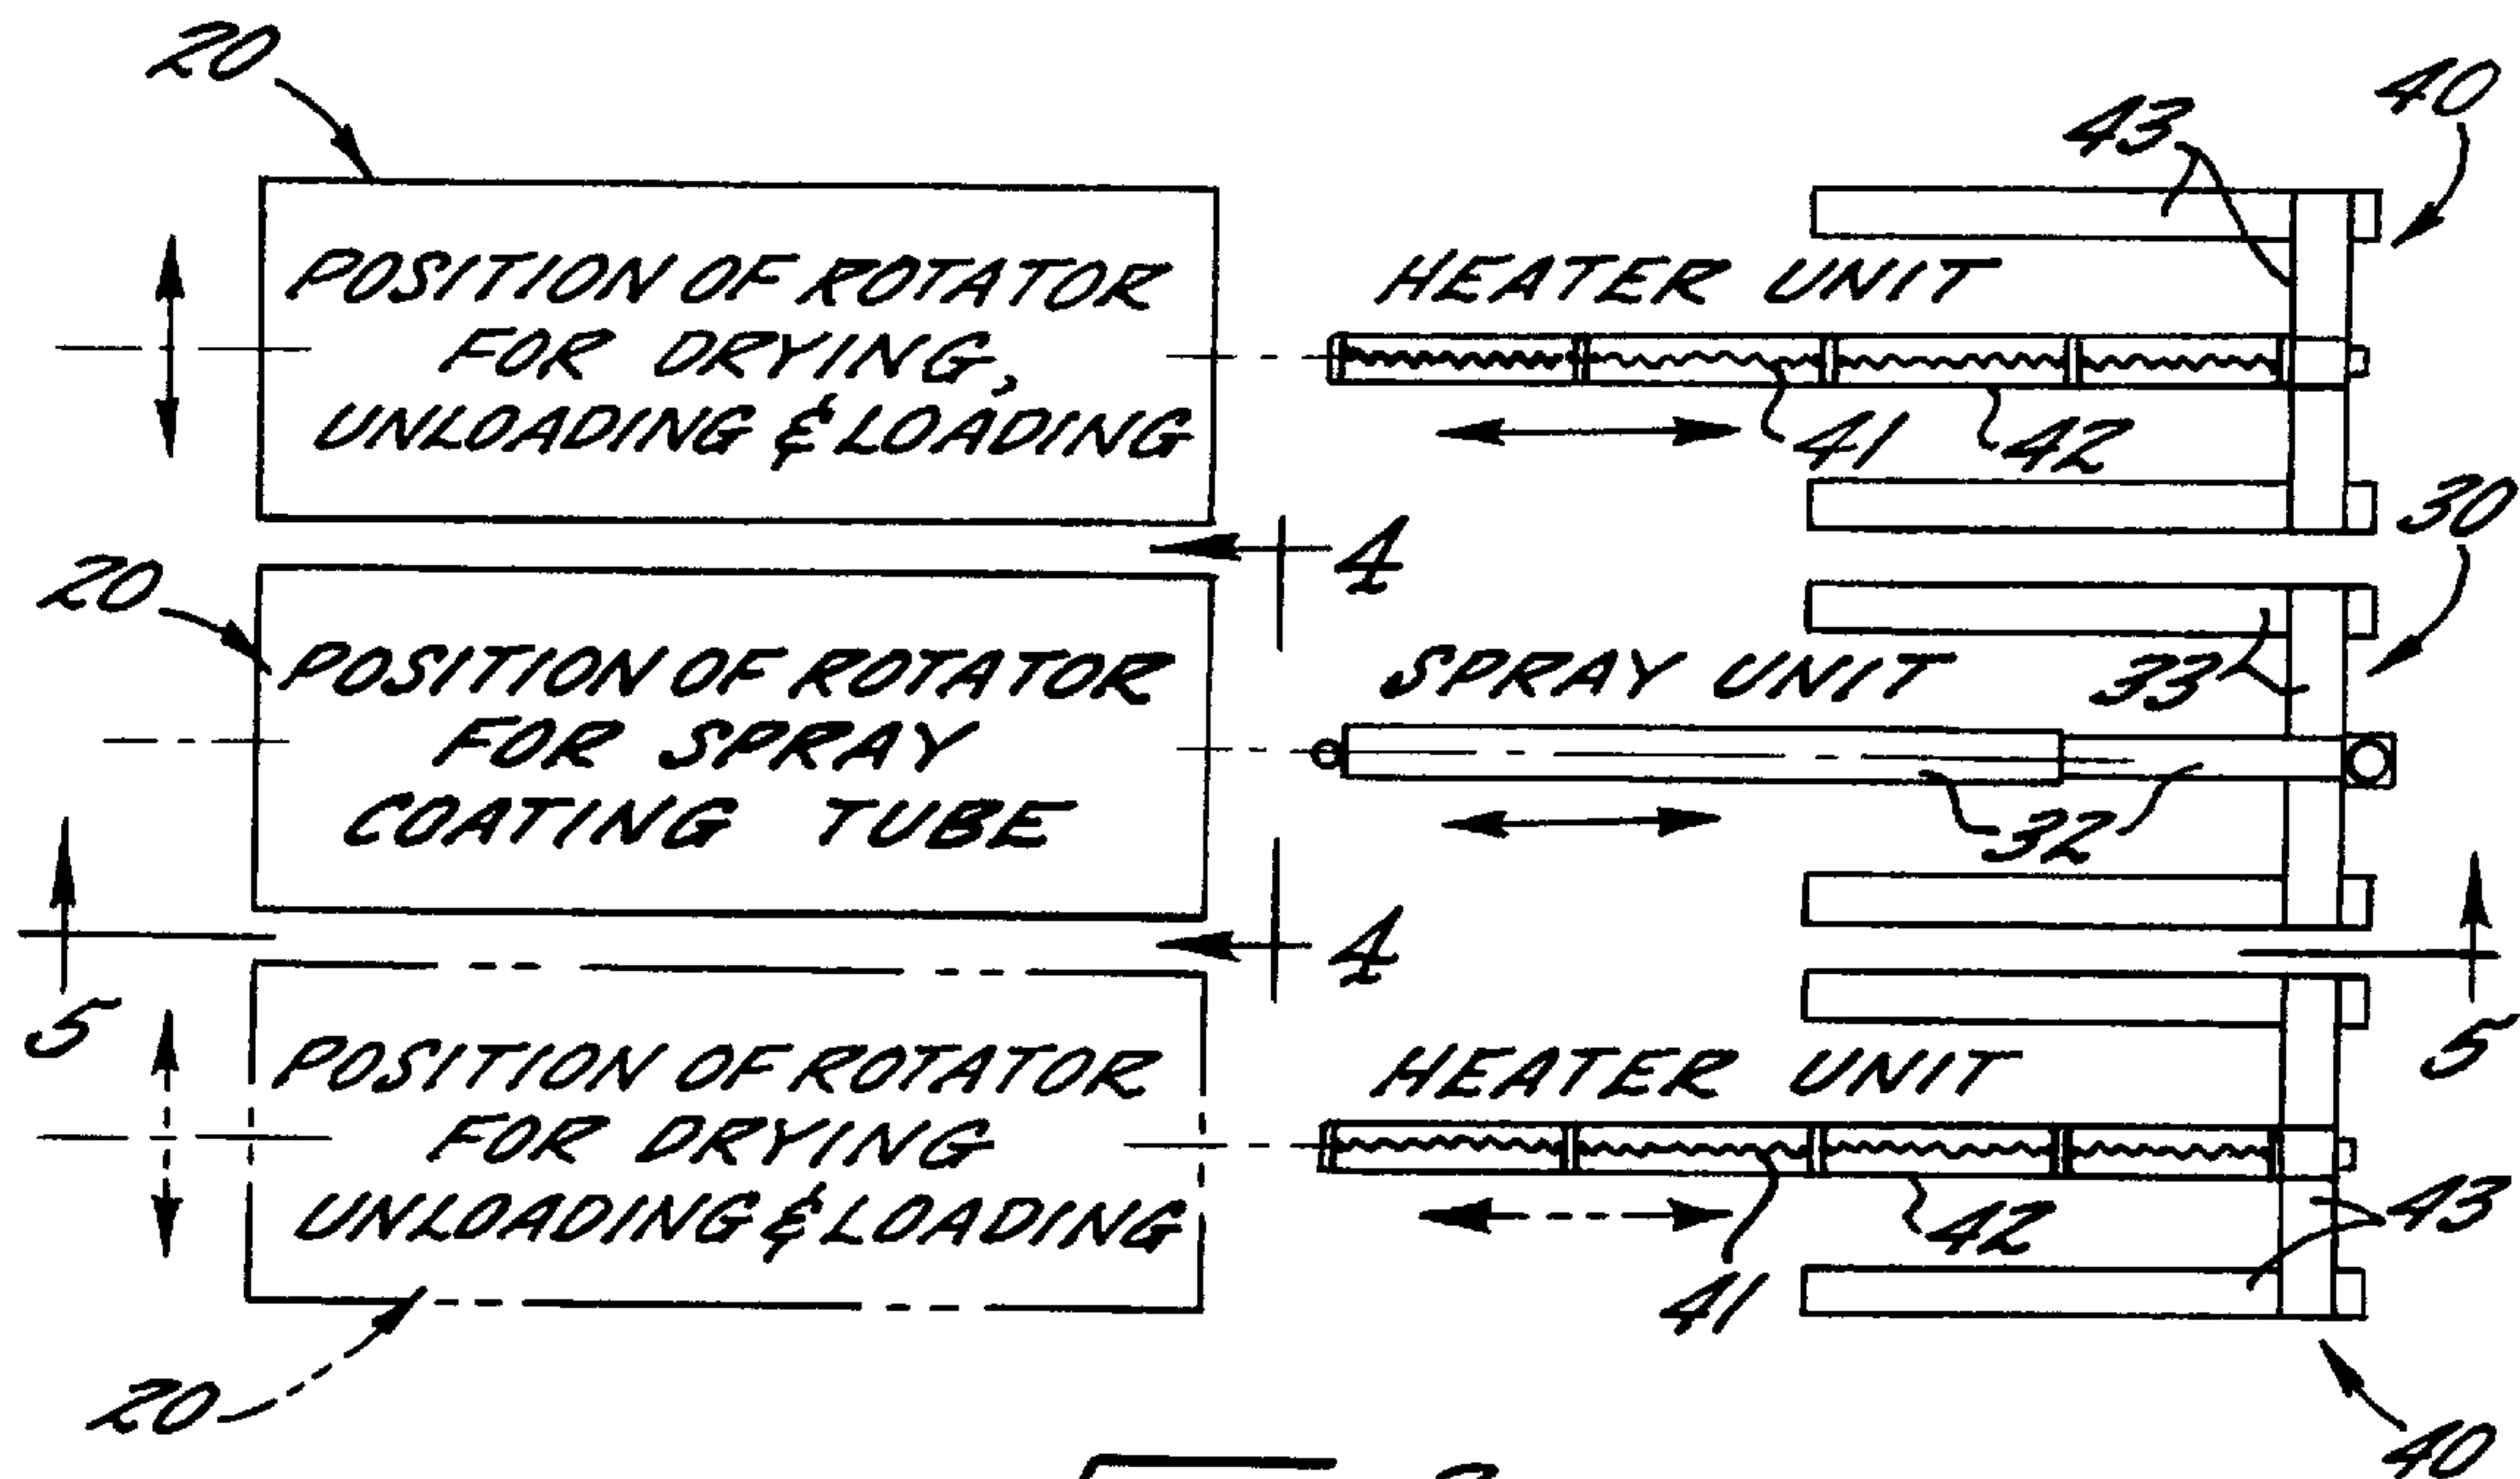 20
40
43
POSITION OF ROTATOR
FOR DRYING,
UNLOADING & LOADING
HEATER UNIT
41
42
30
4
20
POSITION OF ROTATOR
FOR SPRAY
COATING TUBE
SPRAY UNIT
33
32
4
5
5
POSITION OF ROTATOR
FOR DRYING
UNLOADING & LOADING
HEATER UNIT
42
43
41
20
40